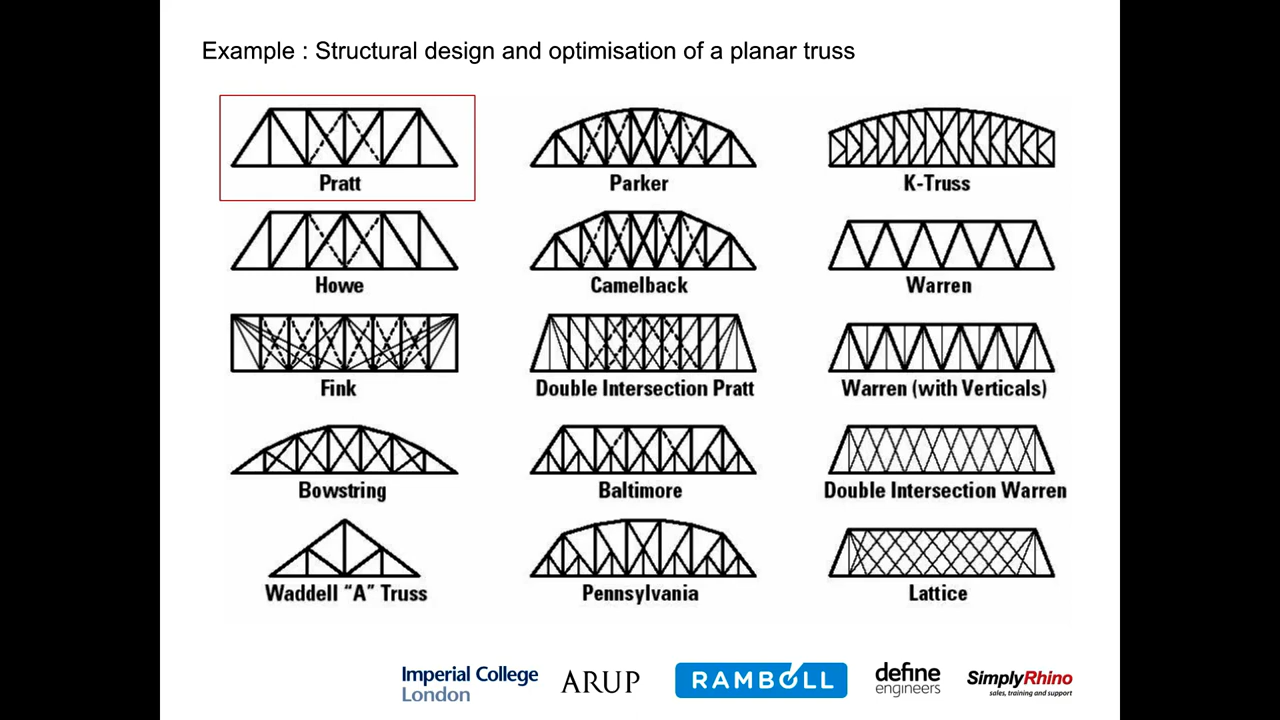 Example : Structural design and optimisation of a planar truss
Pratt
Parker
K-Truss
Howe
Camelback
Warren
Fink
Double Intersection Pratt
Warren (with Verticals)
Bowstring
Baltimore
Double Intersection Warren
Waddell “A” Truss
Pennsylvania
Lattice
Imperial College
London
ARUP
RAMBOLL
define
engineers
SimplyRhino
sales, training and support